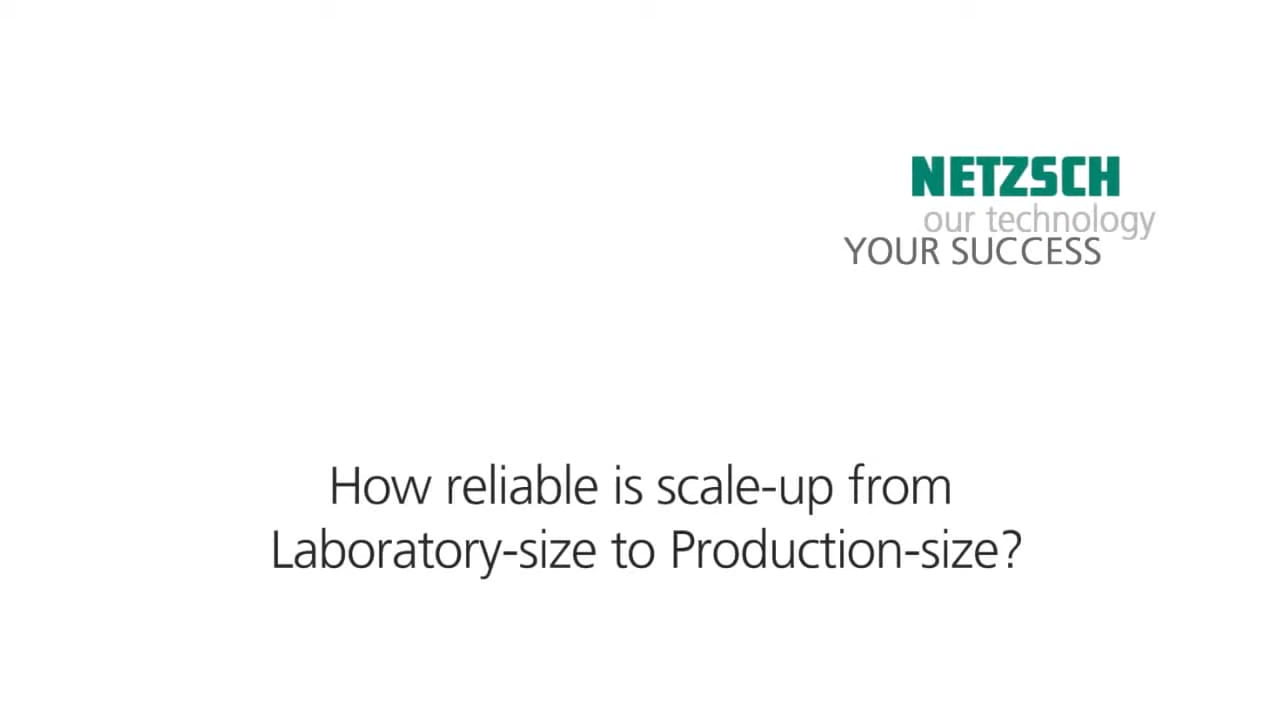 NETZSCH
our technology
YOUR SUCCESS
How reliable is scale-up from
Laboratory-size to Production-size?